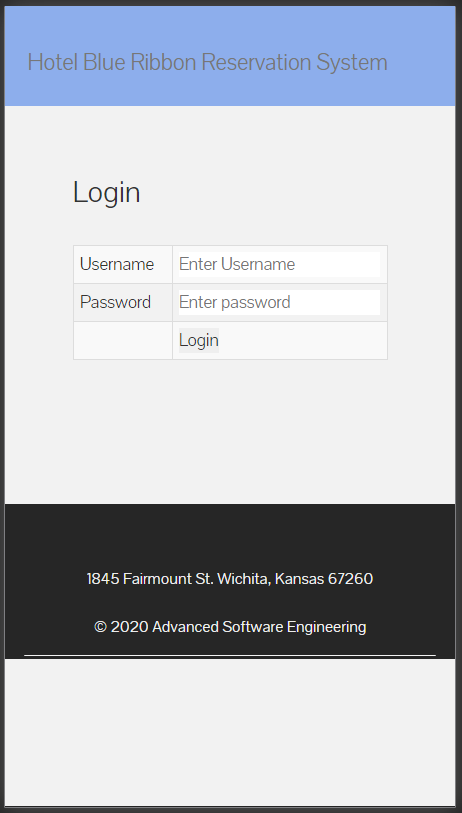 Hotel Blue Ribbon Reservation System
Login
Username Enter Username
Password Enter password
Login
1845 Fairmount St. Wichita, Kansas 67260
© 2020 Advanced Software Engineering